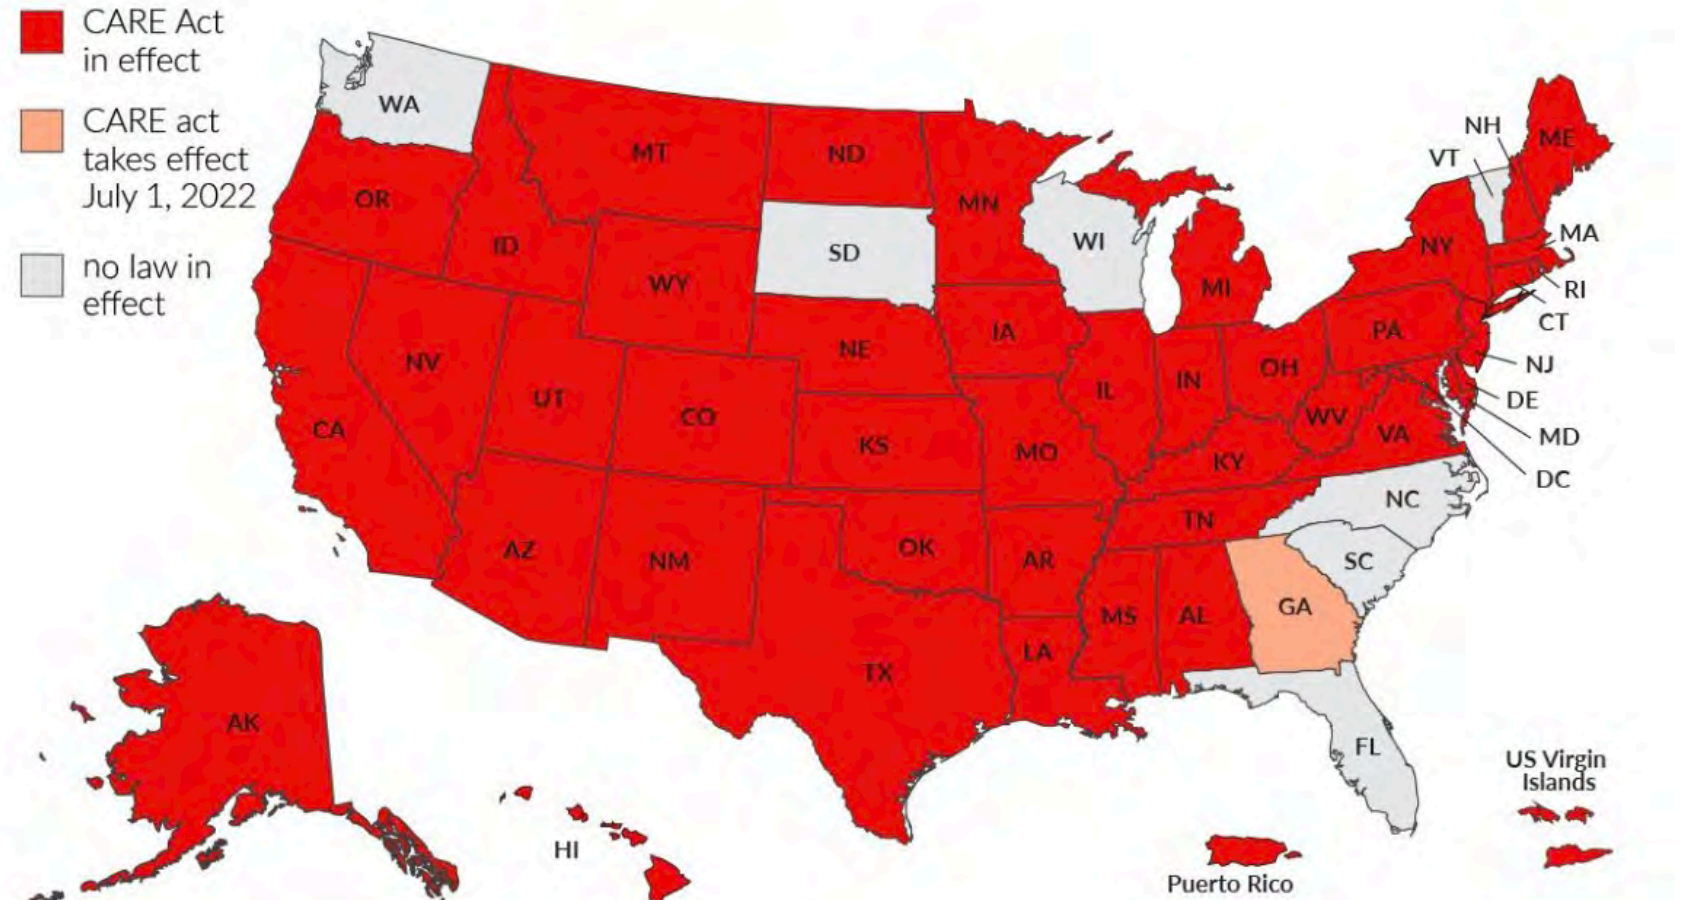 CARE Act
in effect
CARE act
takes effect
July 1, 2022
no law in
effect
WA
MT
ND
OR
ID
MN
SD
WY
WI
MI
NH
VT
ME
NY
MA
RI
CT
PA
NJ
DE
MD
DC
NV
UT
CO
NE
IA
IL
IN
OH
WV
VA
CA
KS
MO
KY
NC
AZ
NM
OK
AR
TN
SC
MS
AL
GA
LA
TX
FL
AK
HI
US Virgin
Islands
Puerto Rico